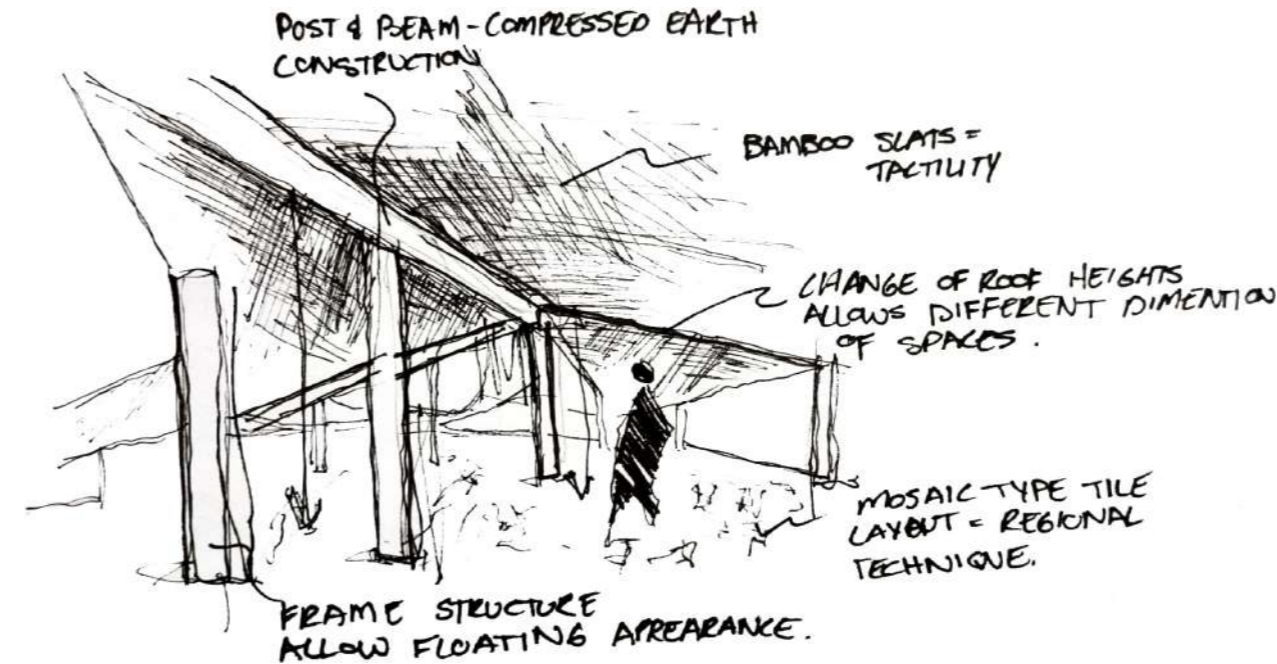 POST & BEAM - COMPRESSED EARTH
CONSTRUCTION
BAMBOO SLATS =
TACTILITY
CHANGE OF ROOF HEIGHTS
ALLOWS DIFFERENT DIMENTION
OF SPACES.
MOSAIC TYPE TILE
LAYOUT = REGIONAL
TECHNIQUE.
FRAME STRUCTURE
ALLOW FLOATING APREARANCE.